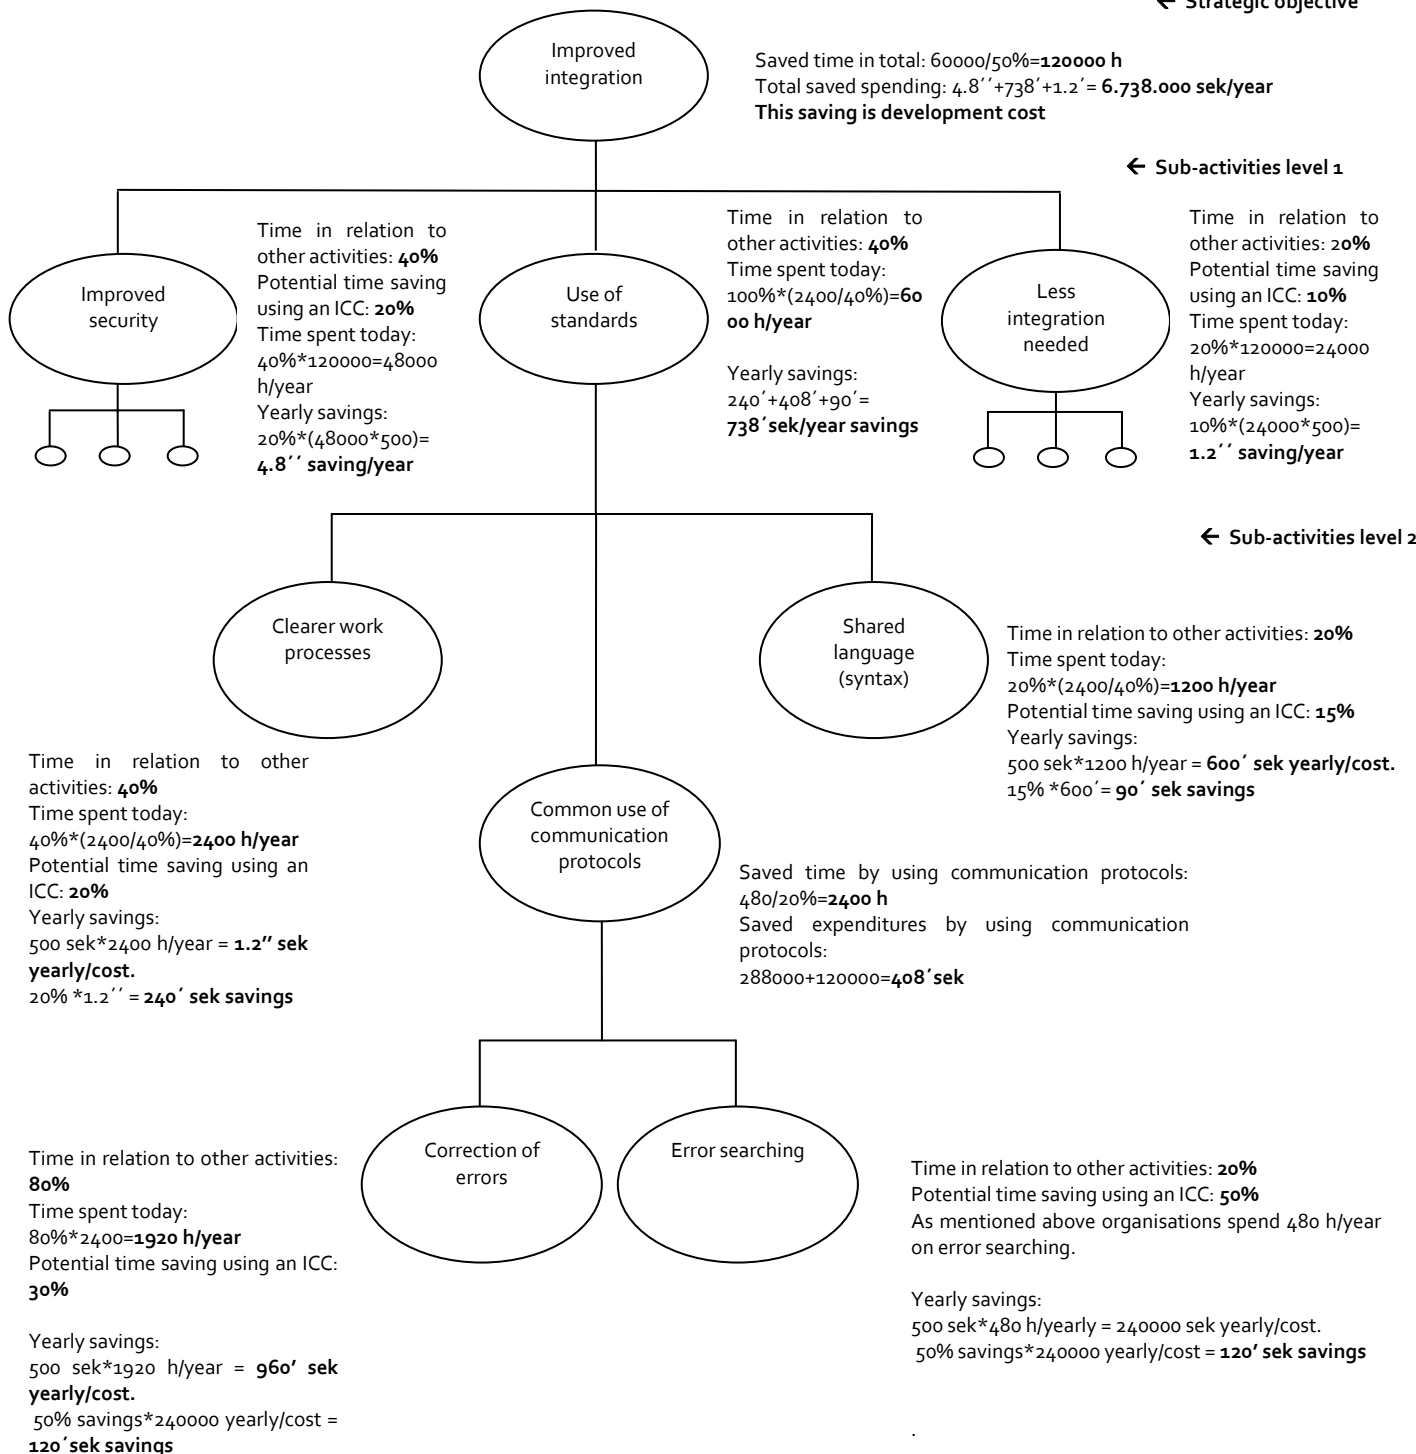 ← Strategic objective
Improved
integration
Saved time in total: 60000/50%=120000 h
Total saved spending: 4.8´´+738´+1.2´= 6.738.000 sek/year
This saving is development cost
← Sub-activities level 1
Improved
security
Time in relation to
other activities: 40%
Potential time saving
using an ICC: 20%
Time spent today:
40%*120000=48000
h/year
Yearly savings:
20%*(48000*500)=
4.8´´ saving/year
Use of
standards
Time in relation to
other activities: 40%
Time spent today:
100%*(2400/40%)=60
00 h/year
Yearly savings:
240´+408´+90´=
738´sek/year savings
Less
integration
needed
Time in relation to
other activities: 20%
Potential time saving
using an ICC: 10%
Time spent today:
20%*120000=24000
h/year
Yearly savings:
10%*(24000*500)=
1.2´´ saving/year
← Sub-activities level 2
Clearer work
processes
Time in relation to other
activities: 40%
Time spent today:
40%*(2400/40%)=2400 h/year
Potential time saving using an
ICC: 20%
Yearly savings:
500 sek*2400 h/year = 1.2’’ sek
yearly/cost.
20% *1.2´´ = 240´ sek savings
Common use of
communication
protocols
Saved time by using communication protocols:
480/20%=2400 h
Saved expenditures by using communication
protocols:
288000+120000=408´sek
Shared
language
(syntax)
Time in relation to other activities: 20%
Time spent today:
20%*(2400/40%)=1200 h/year
Potential time saving using an ICC: 15%
Yearly savings:
500 sek*1200 h/year = 600´ sek yearly/cost.
15% *600´= 90´ sek savings
Correction of
errors
Time in relation to other activities:
80%
Time spent today:
80%*2400=1920 h/year
Potential time saving using an ICC:
30%
Yearly savings:
500 sek*1920 h/year = 960’ sek
yearly/cost.
50% savings*240000 yearly/cost =
120´sek savings
Error searching
Time in relation to other activities: 20%
Potential time saving using an ICC: 50%
As mentioned above organisations spend 480 h/year
on error searching.
Yearly savings:
500 sek*480 h/yearly = 240000 sek yearly/cost.
50% savings*240000 yearly/cost = 120’ sek savings
.